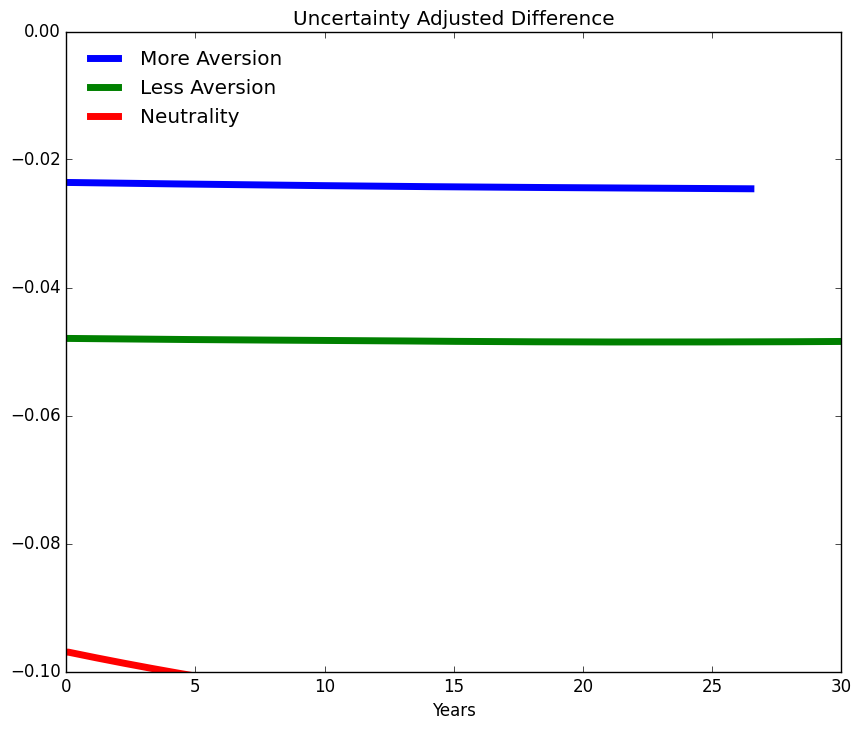 Uncertainty Adjusted Difference
0.00
More Aversion
Less Aversion
Neutrality
−0.02
−0.04
−0.06
−0.08
−0.10
0 5 10 15 20 25 30
Years